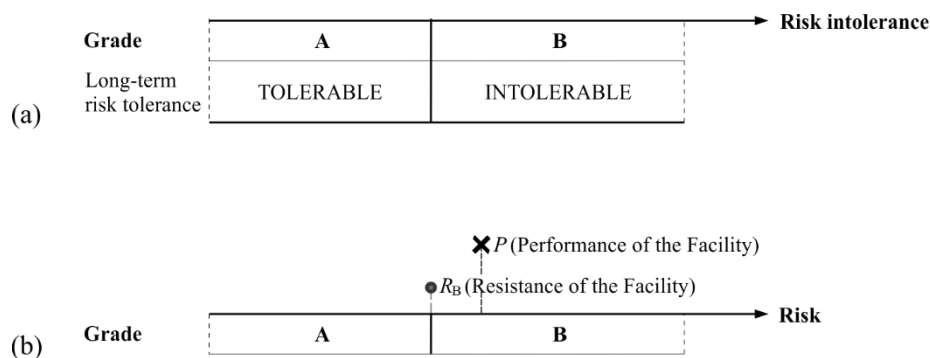 Risk intolerance
Grade A B
Long-term
risk tolerance TOLERABLE INTOLERABLE
(a)
P (Performance of the Facility)
R_B (Resistance of the Facility)
Risk
Grade A B
(b)